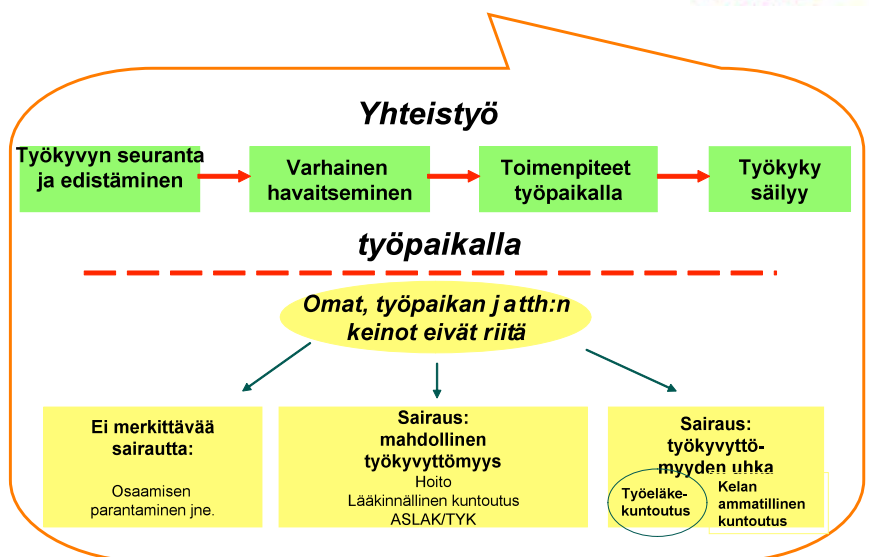 Yhteistyö
Työkyvyn seuranta
ja edistäminen
Varhainen
havaitseminen
Toimenpiteet
työpaikalla
Työkyky
säilyy
työpaikalla
Omat, työpaikan j atth:n
keinot eivät riitä
Ei merkittävää
sairautta:
Osaamisen
parantaminen jne.
Sairaus:
mahdollinen
työkyvyttömyys
Hoito
Lääkinnällinen kuntoutus
ASLAK/TYK
Sairaus:
työkyvyttö-
myyden uhka
Työeläke-
kuntoutus
Kelan
ammatillinen
kuntoutus